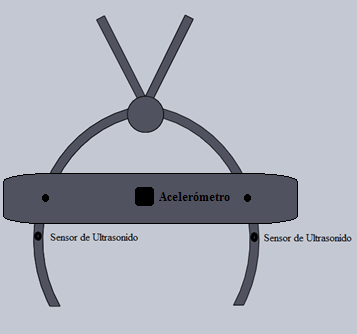 Acelerómetro
Sensor de Ultrasonido
Sensor de Ultrasonido